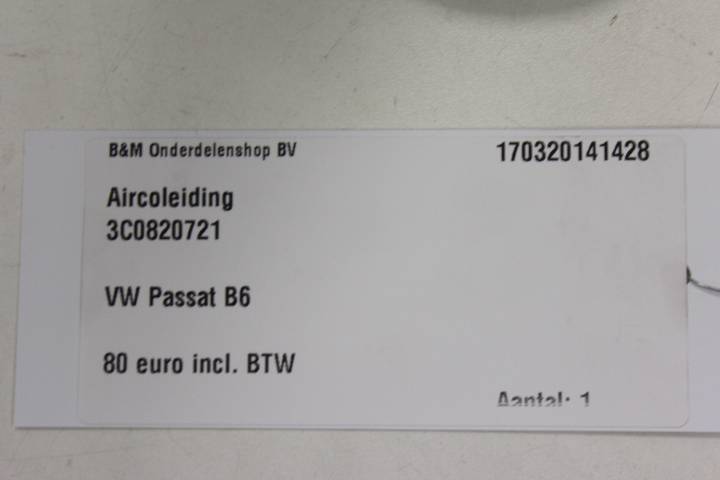 B&M Onderdelenshop BV 170320141428
Aircoleiding
3C0820721
VW Passat B6
80 euro incl. BTW
Aantal: 1